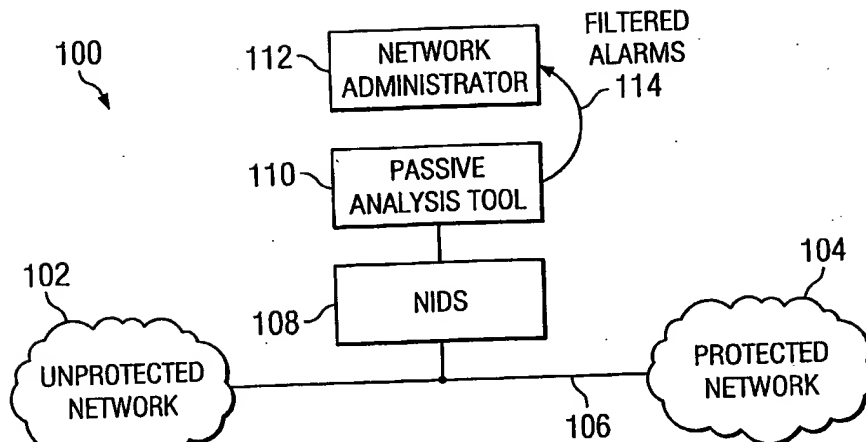 100
112
NETWORK
ADMINISTRATOR
FILTERED
ALARMS
114
110
PASSIVE
ANALYSIS TOOL
102
108
NIDS
104
UNPROTECTED
NETWORK
PROTECTED
NETWORK
106